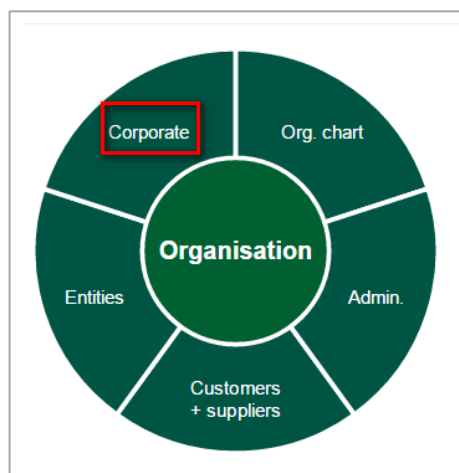 Corporate
Org. chart
Organisation
Entities
Admin.
Customers
+ suppliers